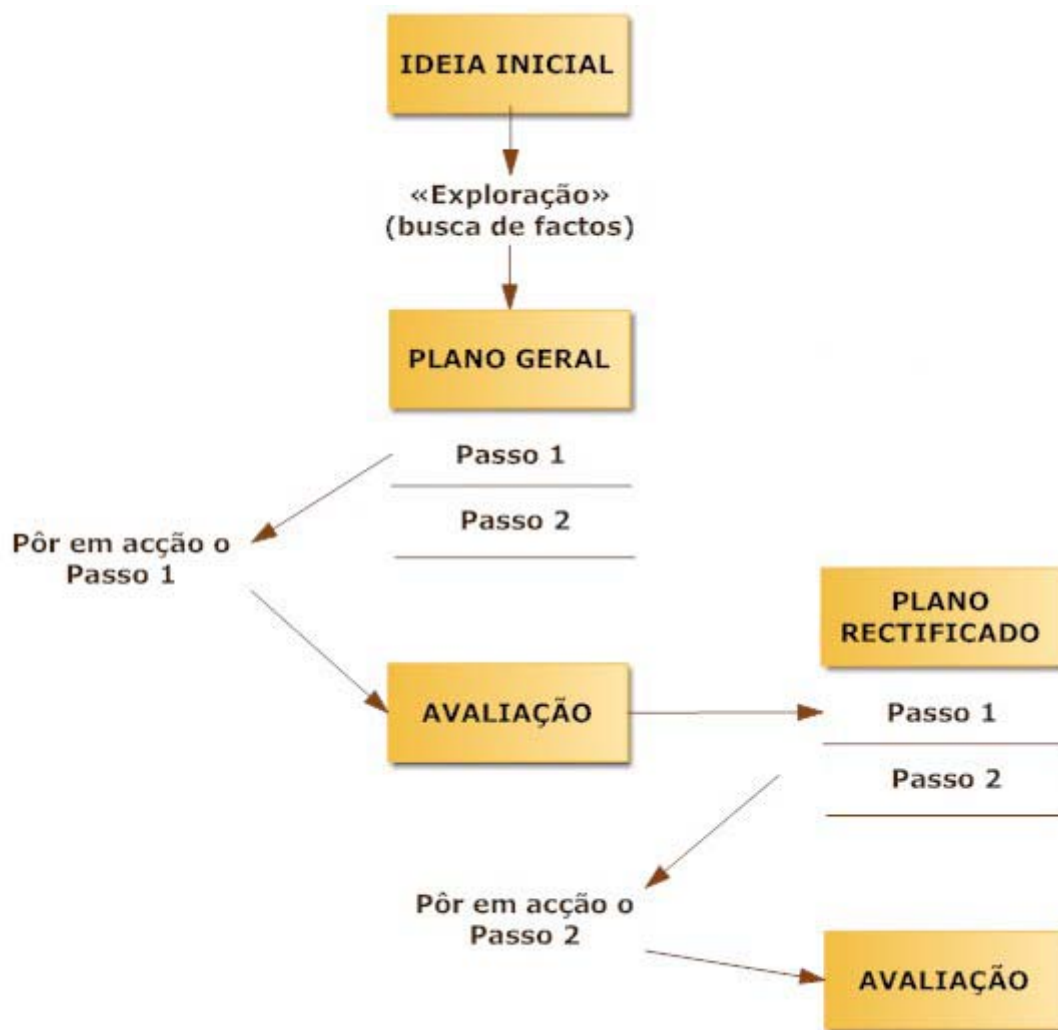 IDEIA INICIAL
«Exploração»
(busca de factos)
PLANO GERAL
Passo 1
Passo 2
Pôr em acção o
Passo 1
AVALIAÇÃO
PLANO
RECTIFICADO
Passo 1
Passo 2
Pôr em acção o
Passo 2
AVALIAÇÃO